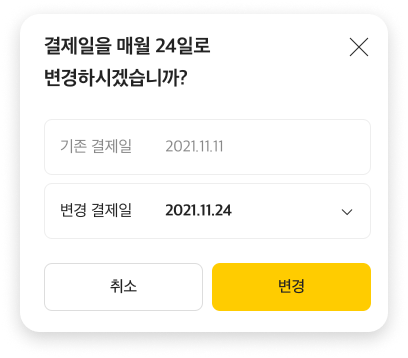 결제일을 매월 24일로
변경하시겠습니까?
기존 결제일 2021.11.11
변경 결제일 2021.11.24
취소 변경